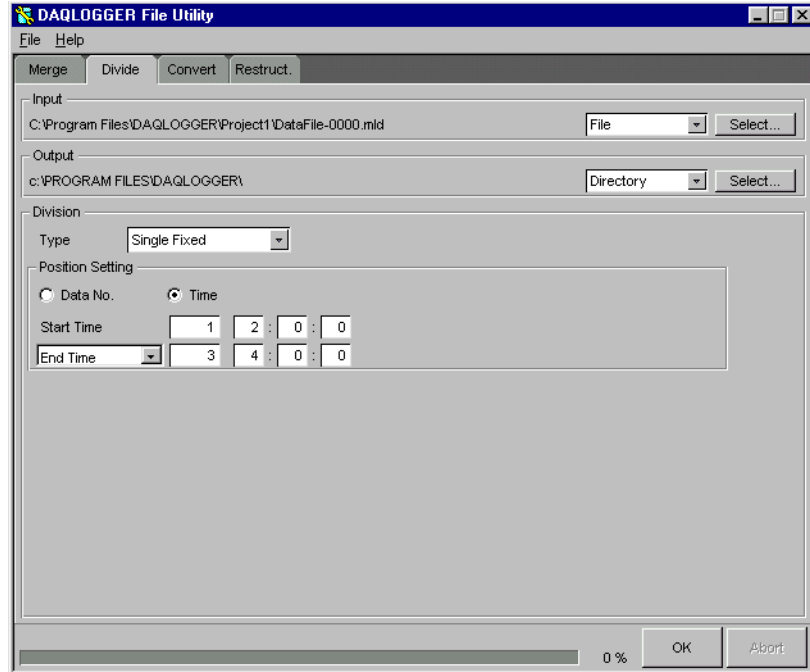 DAQLOGGER File Utility
File Help
Merge Divide Convert Restruct.
Input
C:\Program Files\DAQLOGGER\Project1\DataFile-0000.mld File Select...
Output
c:\PROGRAM FILES\DAQLOGGER\ Directory Select...
Division
Type Single Fixed
Position Setting
Data No. Time
Start Time 1 2 : 0 : 0
End Time 3 4 : 0 : 0
0 % OK Abort